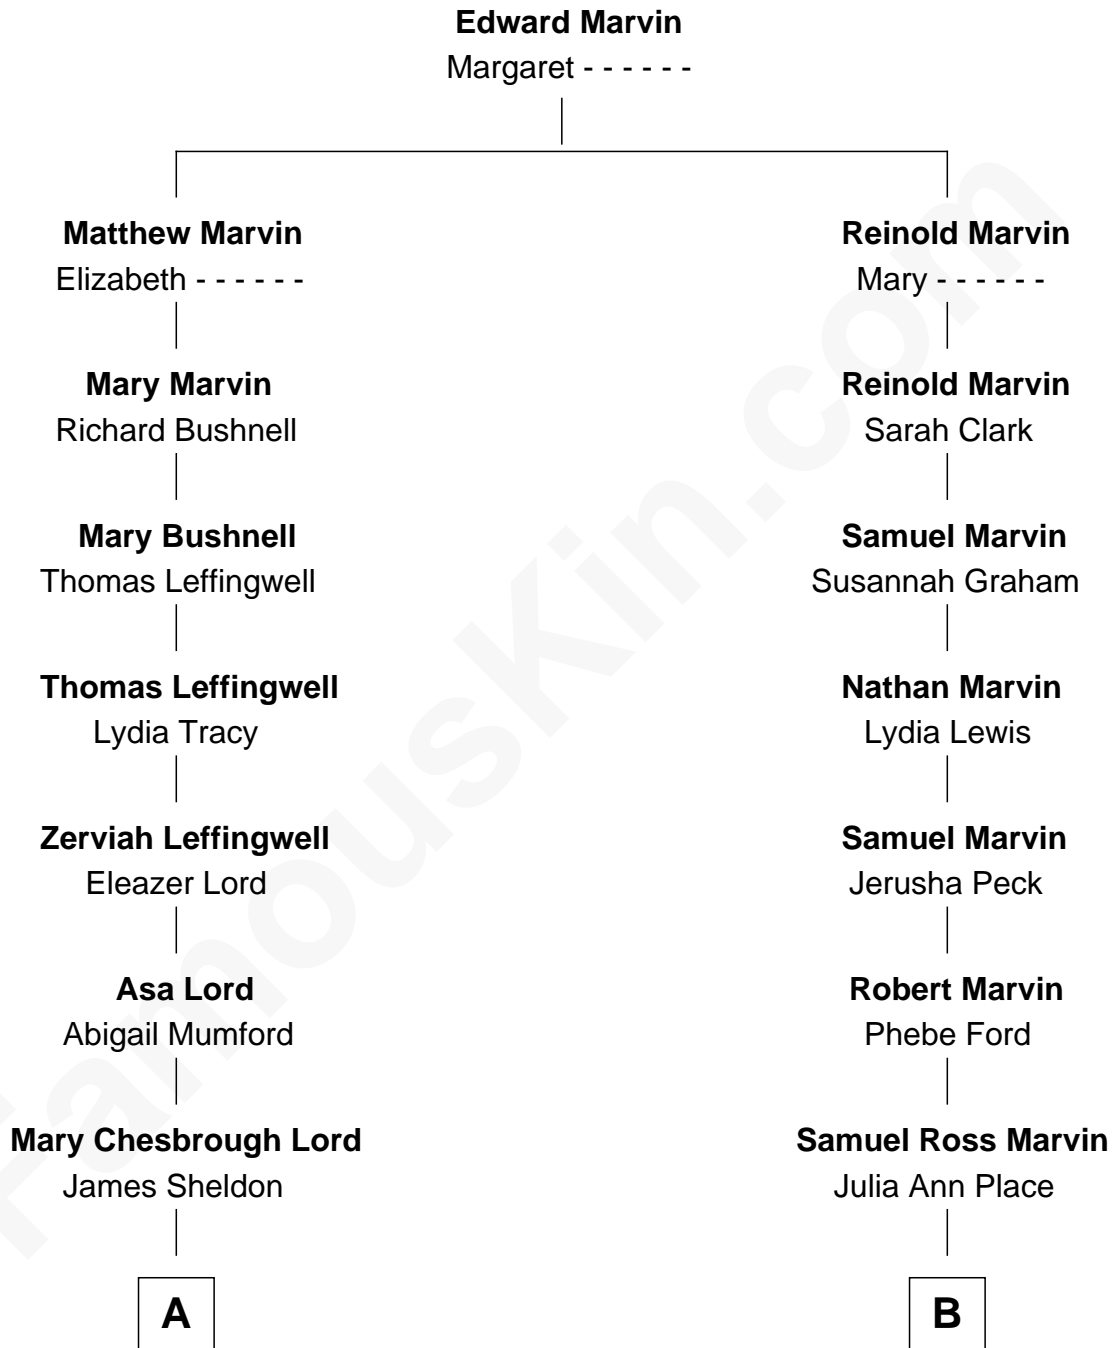 Edward Marvin
Margaret - - - - - -
Matthew Marvin
Elizabeth - - - - - -
Mary Marvin
Richard Bushnell
Mary Bushnell
Thomas Leffingwell
Thomas Leffingwell
Lydia Tracy
Zerviah Leffingwell
Eleazer Lord
Asa Lord
Abigail Mumford
Mary Chesbrough Lord
James Sheldon
A
Reinold Marvin
Mary - - - - - -
Reinold Marvin
Sarah Clark
Samuel Marvin
Susannah Graham
Nathan Marvin
Lydia Lewis
Samuel Marvin
Jerusha Peck
Robert Marvin
Phebe Ford
Samuel Ross Marvin
Julia Ann Place
B
FamousKin.com